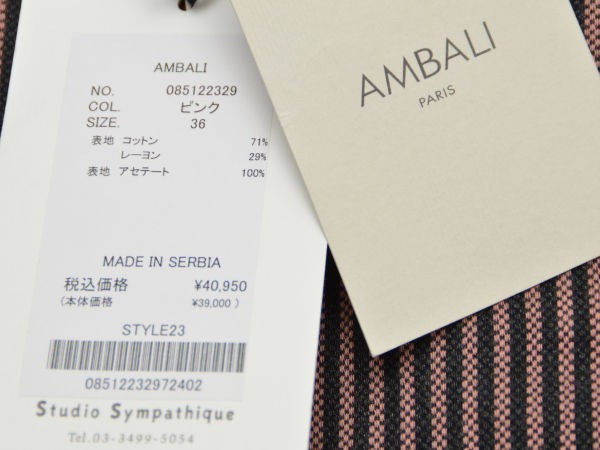 AMBALI
NO. 085122329
COL. ピンク
SIZE. 36
表地 コットン 71%
レーヨン 29%
表地 アセテート 100%
MADE IN SERBIA
税込価格 ¥40,950
(本体価格 ¥39,000 )
STYLE23
08512232972402
Studio Sympathique
Tel.03-3499-5054
AMBALI
PARIS